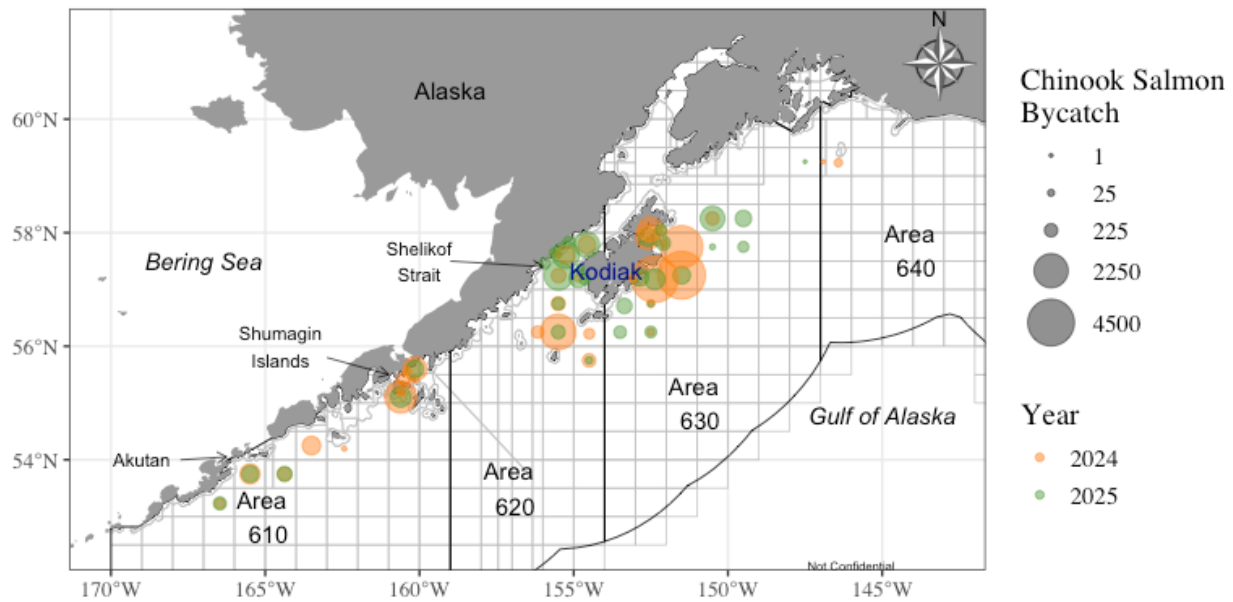 N
Alaska
60°N
58°N
56°N
54°N
Bering Sea
Shelikof
Strait
Kodiak
Area
640
Shumagin
Islands
Area
630
Gulf of Alaska
Akutan
Area
620
Area
610
Not Confidential
170°W
165°W
160°W
155°W
150°W
145°W
Chinook Salmon
Bycatch
1
25
225
2250
4500
Year
2024
2025